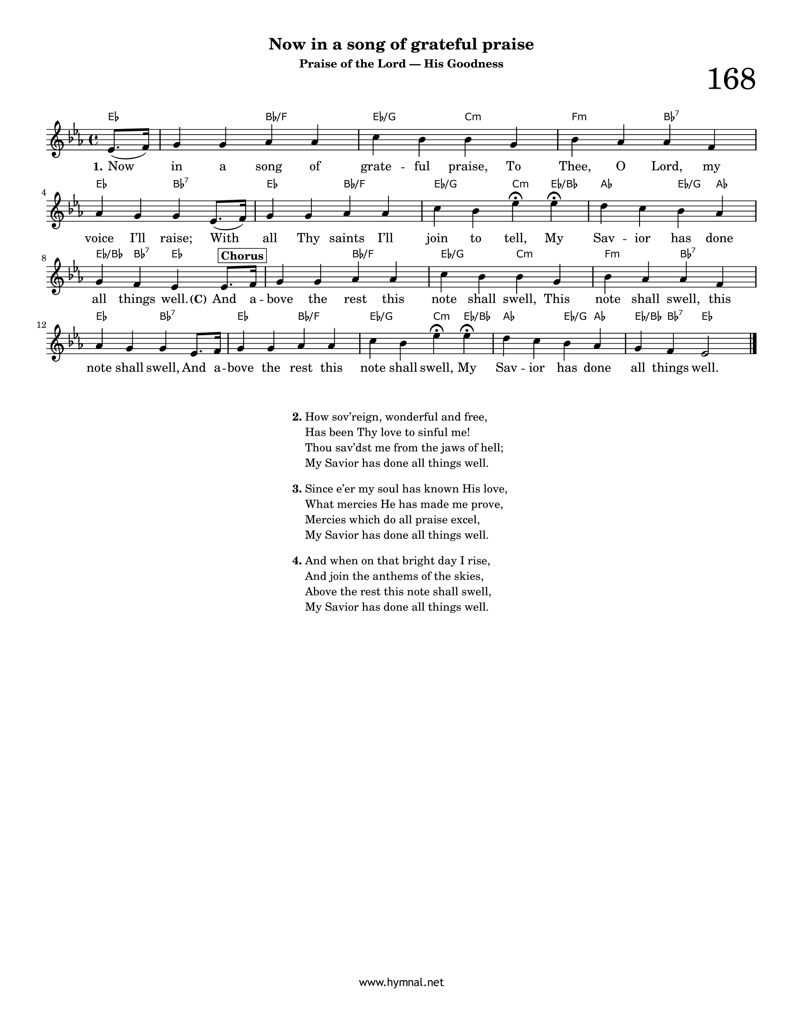 Now in a song of grateful praise
Praise of the Lord — His Goodness
168
E♭ B♭/F E♭/G Cm Fm B♭7
1. Now in a song of grate - ful praise, To Thee, O Lord, my
4
E♭ B♭7 E♭ B♭/F E♭/G Cm E♭/B♭ A♭ E♭/G A♭
voice I'll raise; With all Thy saints I'll join to tell, My Sav - ior has done
8
E♭/B♭ B♭7 E♭ Chorus B♭/F E♭/G Cm Fm B♭7
all things well. (C) And a - bove the rest this note shall swell, This note shall swell, this
12
E♭ B♭7 E♭ B♭/F E♭/G Cm E♭/B♭ A♭ E♭/G A♭ E♭/B♭ B♭7 E♭
note shall swell, And a - bove the rest this note shall swell, My Sav - ior has done all things well.
2. How sov'reign, wonderful and free,
Has been Thy love to sinful me!
Thou sav'dst me from the jaws of hell;
My Savior has done all things well.
3. Since e'er my soul has known His love,
What mercies He has made me prove,
Mercies which do all praise excel,
My Savior has done all things well.
4. And when on that bright day I rise,
And join the anthems of the skies,
Above the rest this note shall swell,
My Savior has done all things well.
www.hymnal.net